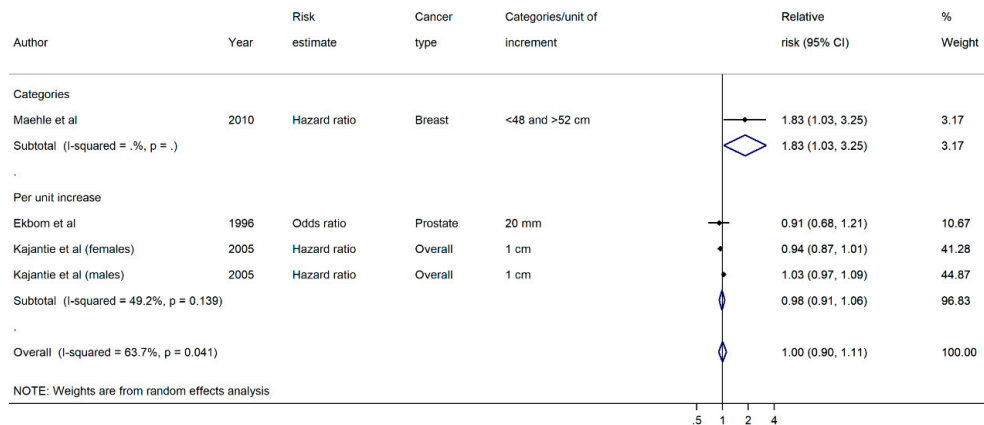 Risk Cancer Categories/unit of Relative %
Author Year estimate type increment risk (95% CI) Weight
Categories
Maehle et al 2010 Hazard ratio Breast <48 and >52 cm 1.83 (1.03, 3.25) 3.17
Subtotal (I-squared = .%, p = .) 1.83 (1.03, 3.25) 3.17
.
Per unit increase
Ekbom et al 1996 Odds ratio Prostate 20 mm 0.91 (0.68, 1.21) 10.67
Kajantie et al (females) 2005 Hazard ratio Overall 1 cm 0.94 (0.87, 1.01) 41.28
Kajantie et al (males) 2005 Hazard ratio Overall 1 cm 1.03 (0.97, 1.09) 44.87
Subtotal (I-squared = 49.2%, p = 0.139) 0.98 (0.91, 1.06) 96.83
.
Overall (I-squared = 63.7%, p = 0.041) 1.00 (0.90, 1.11) 100.00
NOTE: Weights are from random effects analysis
.5 1 2 4